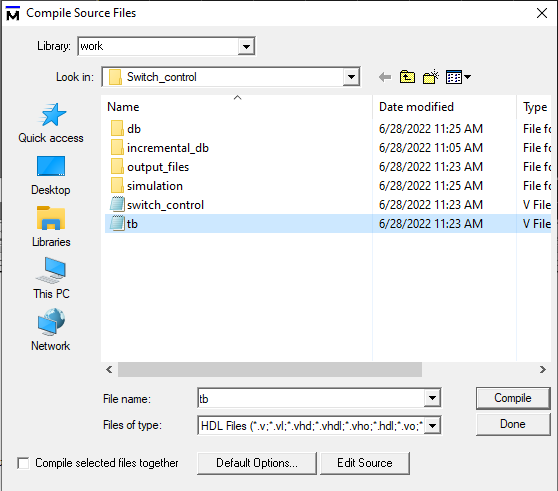 Compile Source Files
Library: work
Look in: Switch_control
Name Date modified Type
db 6/28/2022 11:25 AM File fo
incremental_db 6/28/2022 11:05 AM File fo
output_files 6/28/2022 11:23 AM File fo
simulation 6/28/2022 11:25 AM File fo
switch_control 6/28/2022 11:23 AM V File
tb 6/28/2022 11:23 AM V File
Quick access
Desktop
Libraries
This PC
Network
File name: tb Compile
Files of type: HDL Files (*.v;*.vl;*.vhd;*.vhdl;*.vho;*.hdl;*.vo;* Done
Compile selected files together Default Options... Edit Source